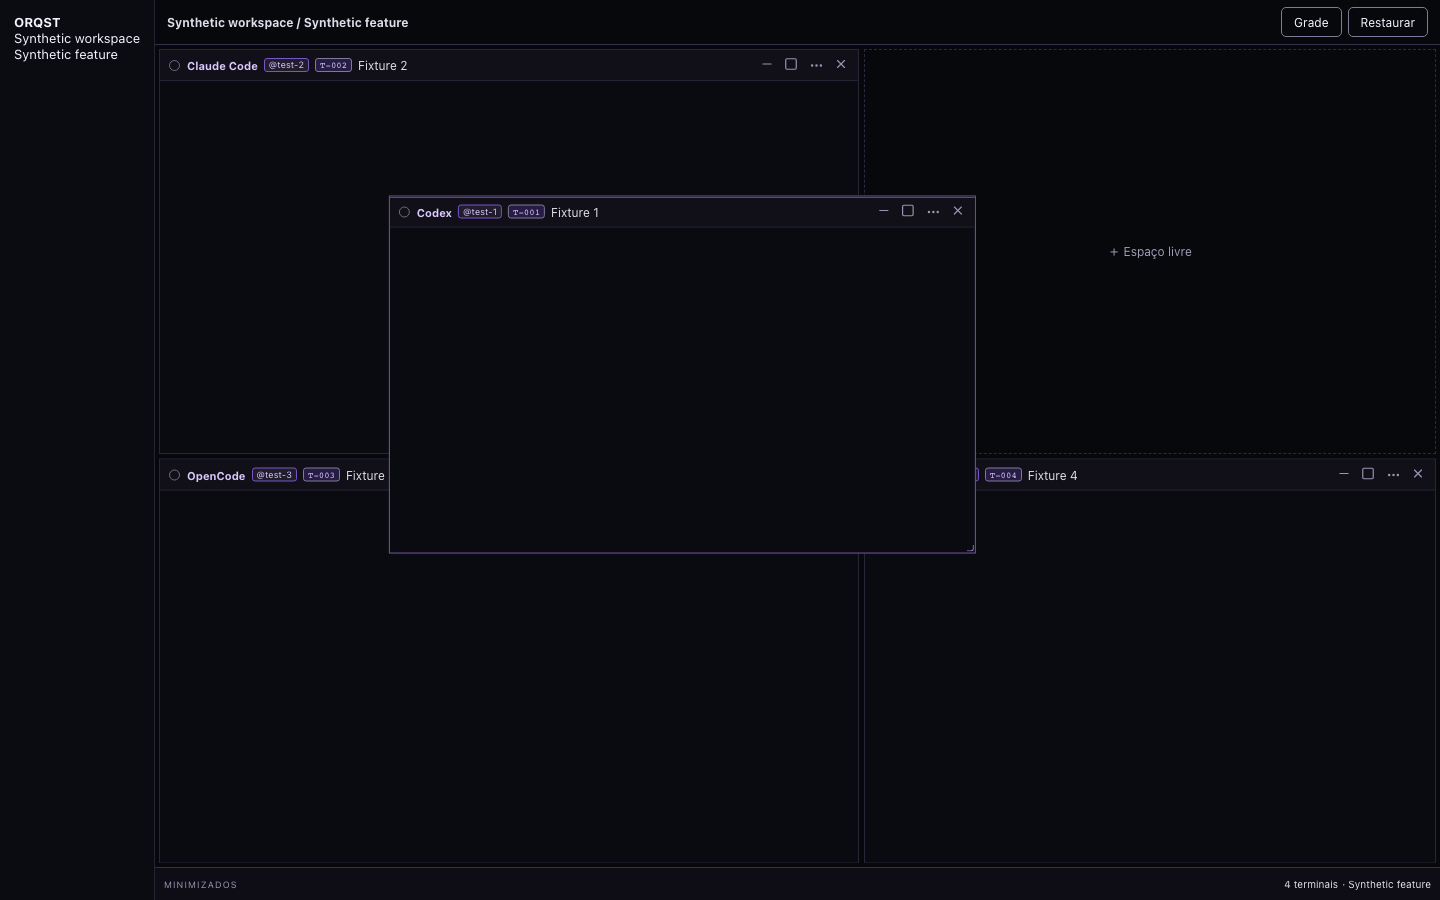 ORQST
Synthetic workspace
Synthetic feature
Synthetic workspace / Synthetic feature
Grade
Restaurar
Claude Code @test-2 T-002 Fixture 2
Codex @test-1 T-001 Fixture 1
+ Espaço livre
OpenCode @test-3 T-003 Fixture
T-004 Fixture 4
MINIMIZADOS
4 terminais · Synthetic feature